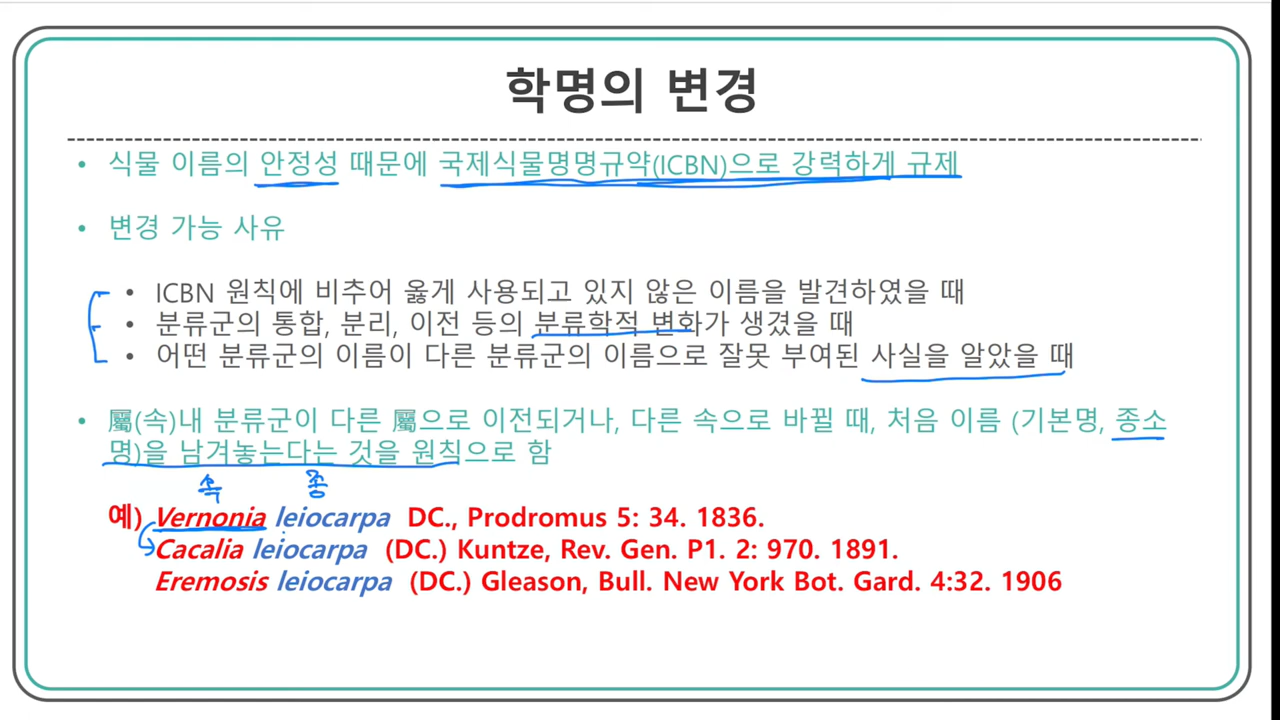 학명의 변경
• 식물 이름의 안정성 때문에 국제식물명명규약(ICBN)으로 강력하게 규제
• 변경 가능 사유
• ICBN 원칙에 비추어 옳게 사용되고 있지 않은 이름을 발견하였을 때
• 분류군의 통합, 분리, 이전 등의 분류학적 변화가 생겼을 때
• 어떤 분류군의 이름이 다른 분류군의 이름으로 잘못 부여된 사실을 알았을 때
• 屬(속)내 분류군이 다른 屬으로 이전되거나, 다른 속으로 바뀔 때, 처음 이름 (기본명, 종소
명)을 남겨놓는다는 것을 원칙으로 함
속 종
예) Vernonia leiocarpa DC., Prodromus 5: 34. 1836.
Cacalia leiocarpa (DC.) Kuntze, Rev. Gen. P1. 2: 970. 1891.
Eremosis leiocarpa (DC.) Gleason, Bull. New York Bot. Gard. 4:32. 1906